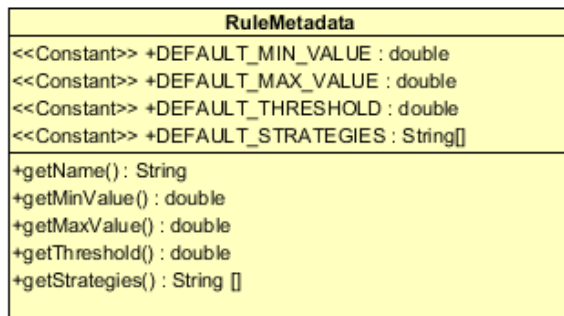 RuleMetadata
<<Constant>> +DEFAULT_MIN_VALUE : double
<<Constant>> +DEFAULT_MAX_VALUE : double
<<Constant>> +DEFAULT_THRESHOLD : double
<<Constant>> +DEFAULT_STRATEGIES : String[]
+getName() : String
+getMinValue() : double
+getMaxValue() : double
+getThreshold() : double
+getStrategies() : String []